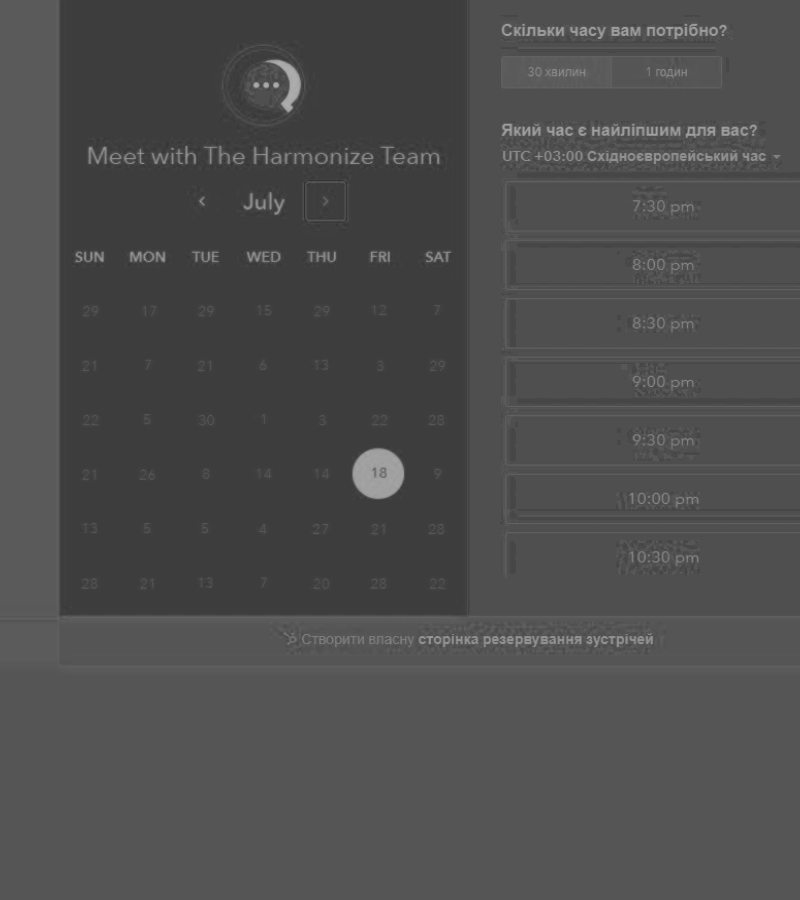 Meet with The Harmonize Team
July
SUN MON TUE WED THU FRI SAT
29 17 29 15 29 12 7
21 7 21 6 13 3 29
22 5 30 1 3 22 28
21 26 8 14 14 18 9
13 5 5 4 27 21 28
28 21 13 7 20 28 22
Скільки часу вам потрібно?
30 хвилин 1 годин
Який час є найліпшим для вас?
UTC +03:00 Східноєвропейський час
7:30 pm
8:00 pm
8:30 pm
9:00 pm
9:30 pm
10:00 pm
10:30 pm
Створити власну сторінка резервування зустрічей